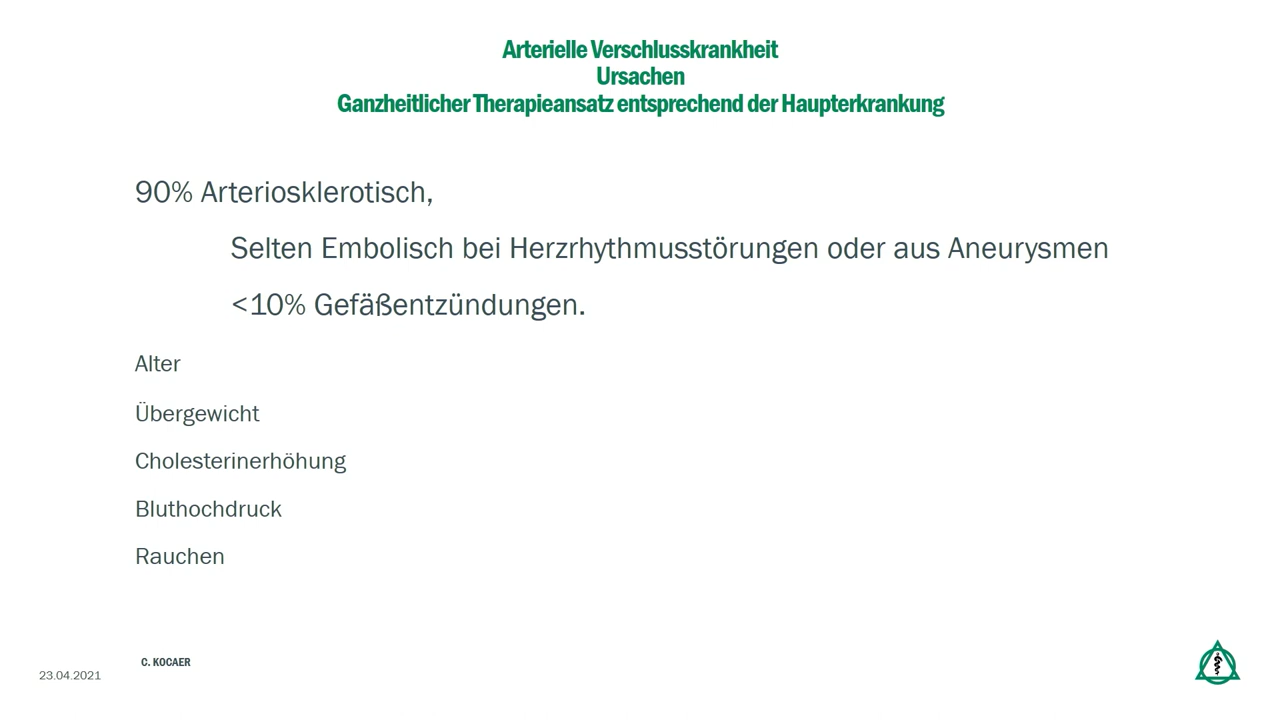 Arterielle Verschlusskrankheit
Ursachen
Ganzheitlicher Therapieansatz entsprechend der Haupterkrankung
90% Arteriosklerotisch,
Selten Embolisch bei Herzrhythmusstörungen oder aus Aneurysmen
<10% Gefäßentzündungen.
Alter
Übergewicht
Cholesterinerhöhung
Bluthochdruck
Rauchen
C. KOCAER
23.04.2021